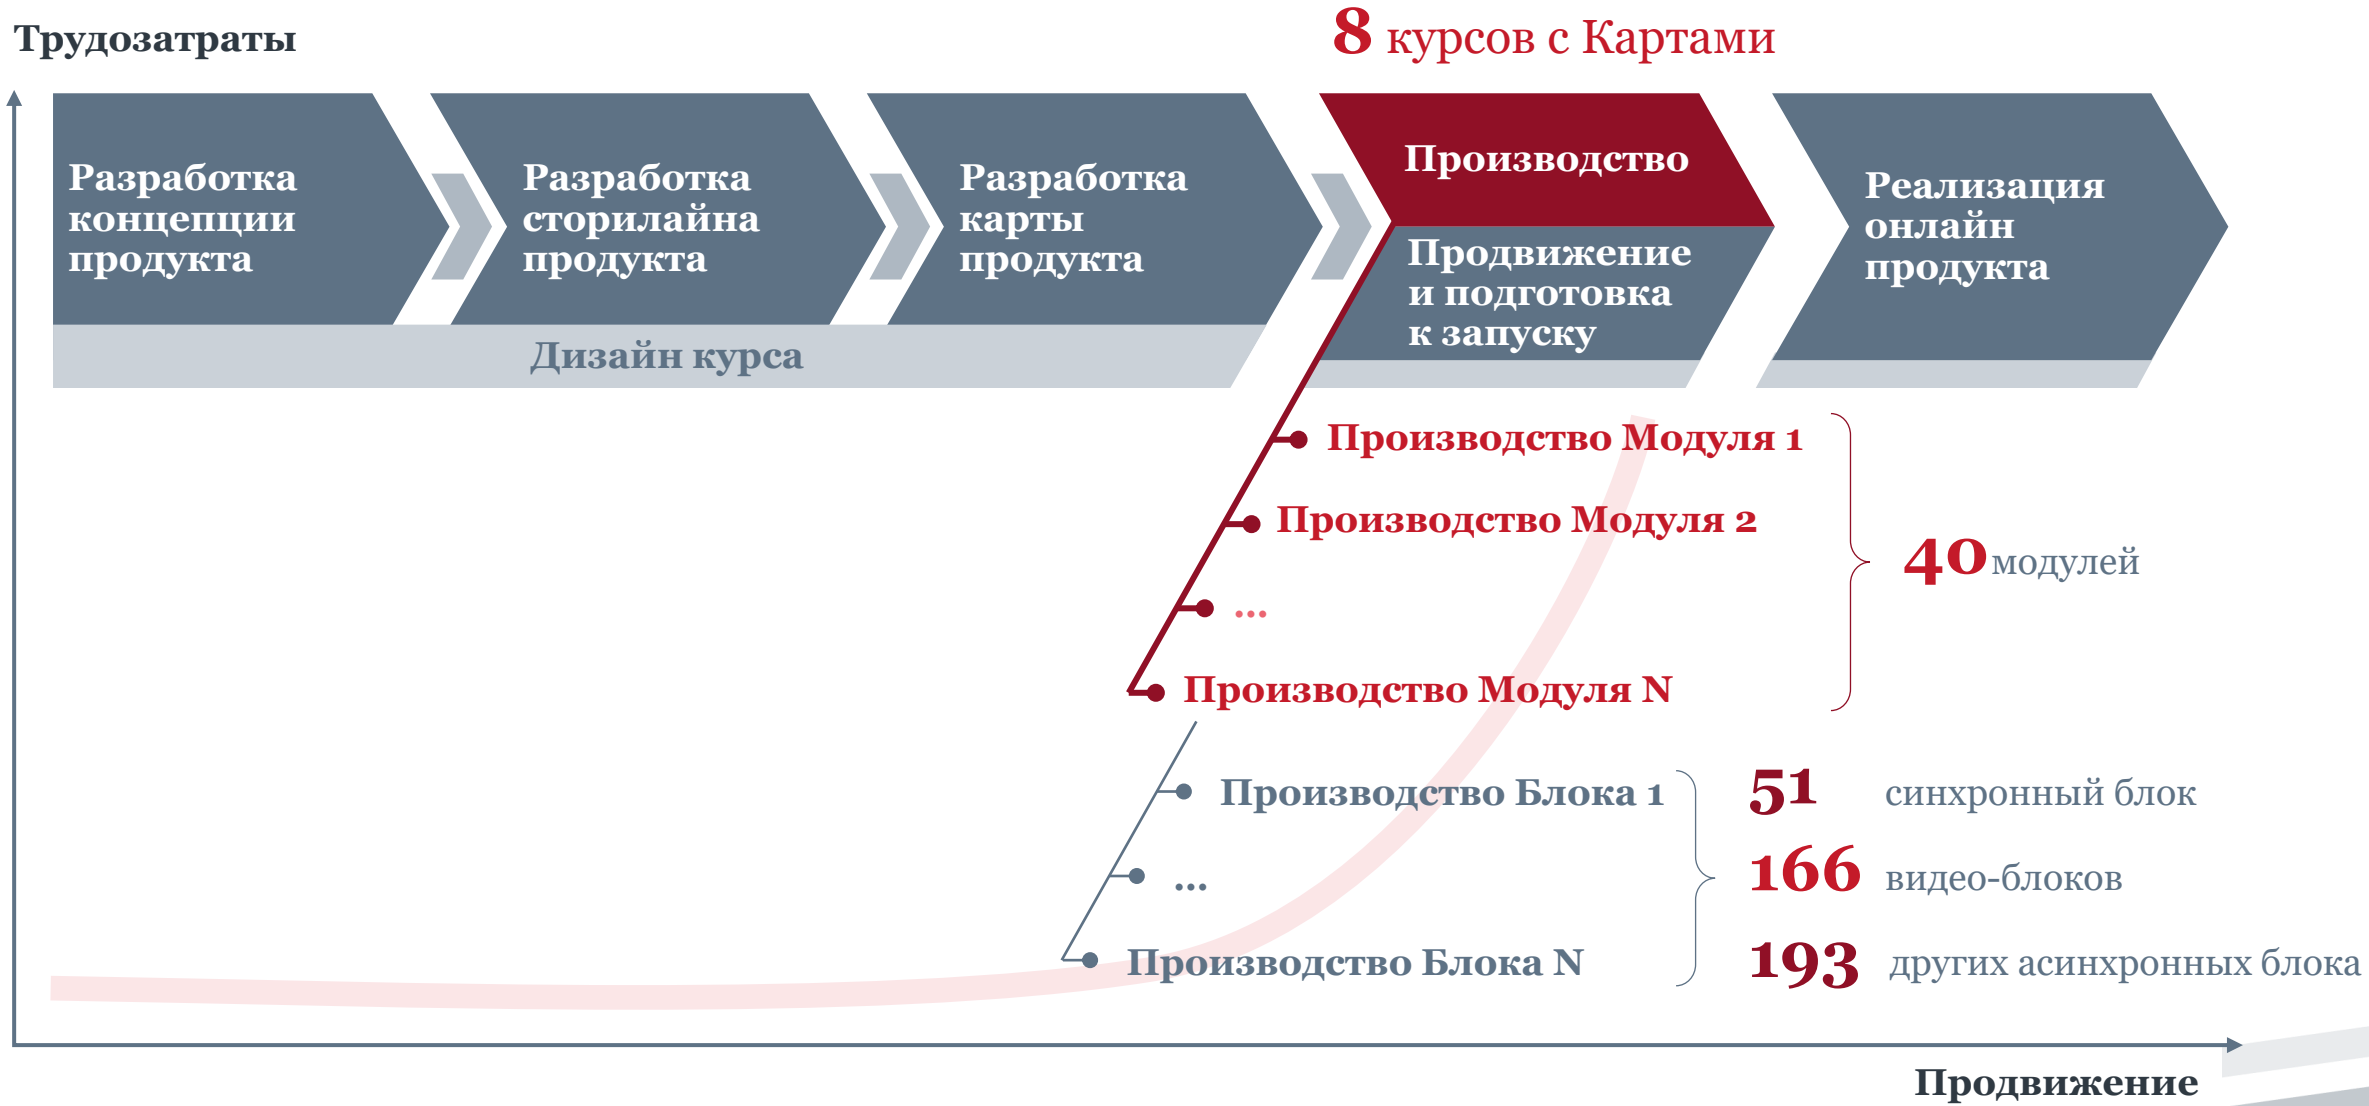 Трудозатраты
8 курсов с Картами
Разработка
концепции
продукта
Разработка
сторилайна
продукта
Разработка
карты
продукта
Производство
Продвижение
и подготовка
к запуску
Реализация
онлайн
продукта
Дизайн курса
Производство Модуля 1
Производство Модуля 2
...
Производство Модуля N
40 модулей
Производство Блока 1
...
Производство Блока N
51 синхронный блок
166 видео-блоков
193 других асинхронных блока
Продвижение